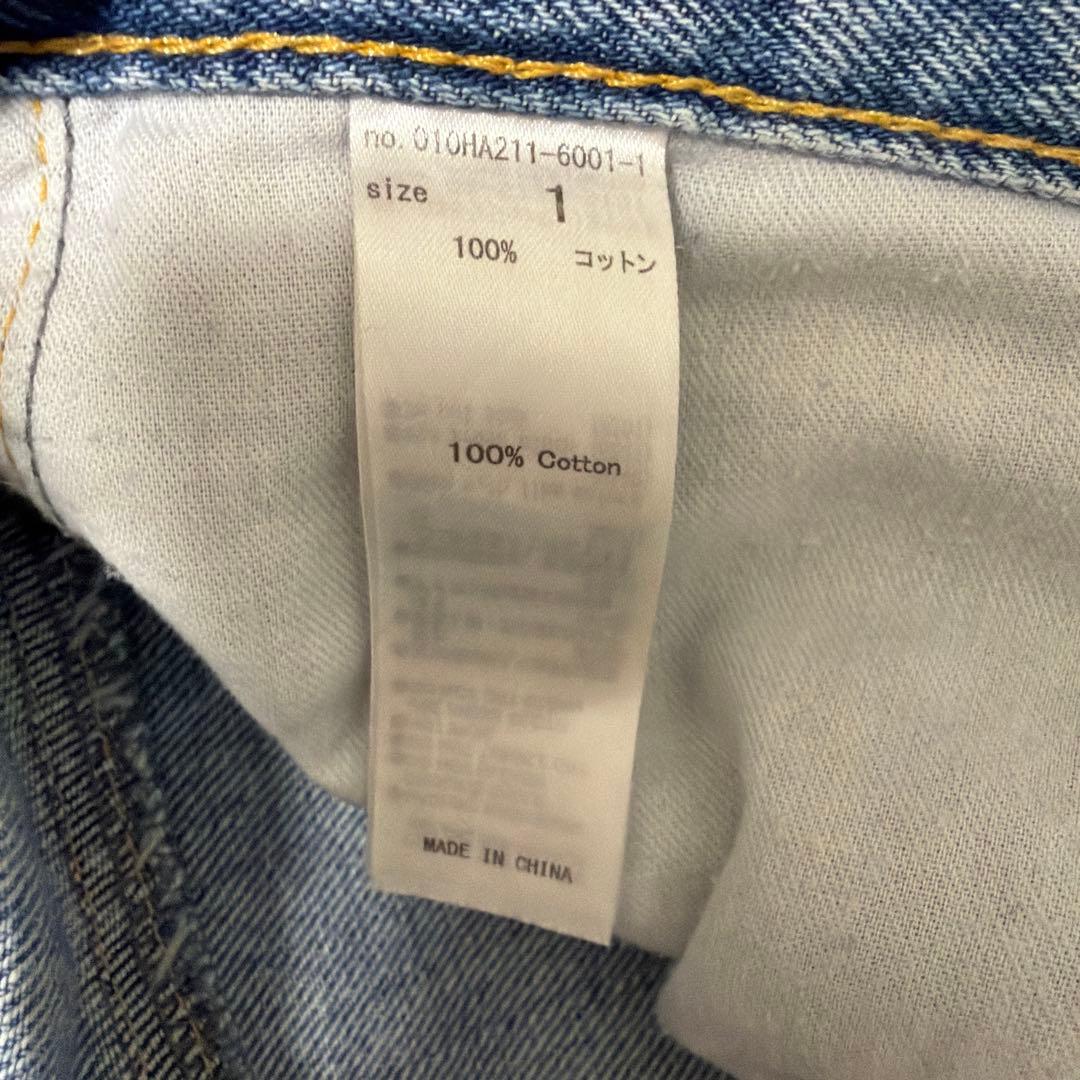 no. 010HA211-6001-1
size 1
100% コットン
100% Cotton
MADE IN CHINA